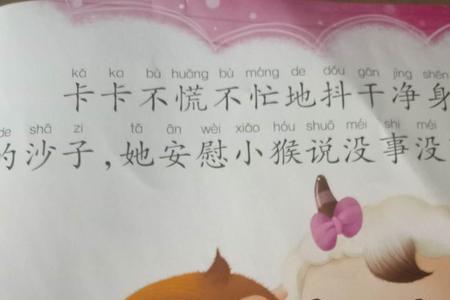 kǎ ka bù huāng bù máng de dǒu gān jìng shēn
卡卡不慌不忙地抖干净身
de shā zi tā ān wèi xiǎo hóu shuō méi shì méi
的沙子,她安慰小猴说没事没